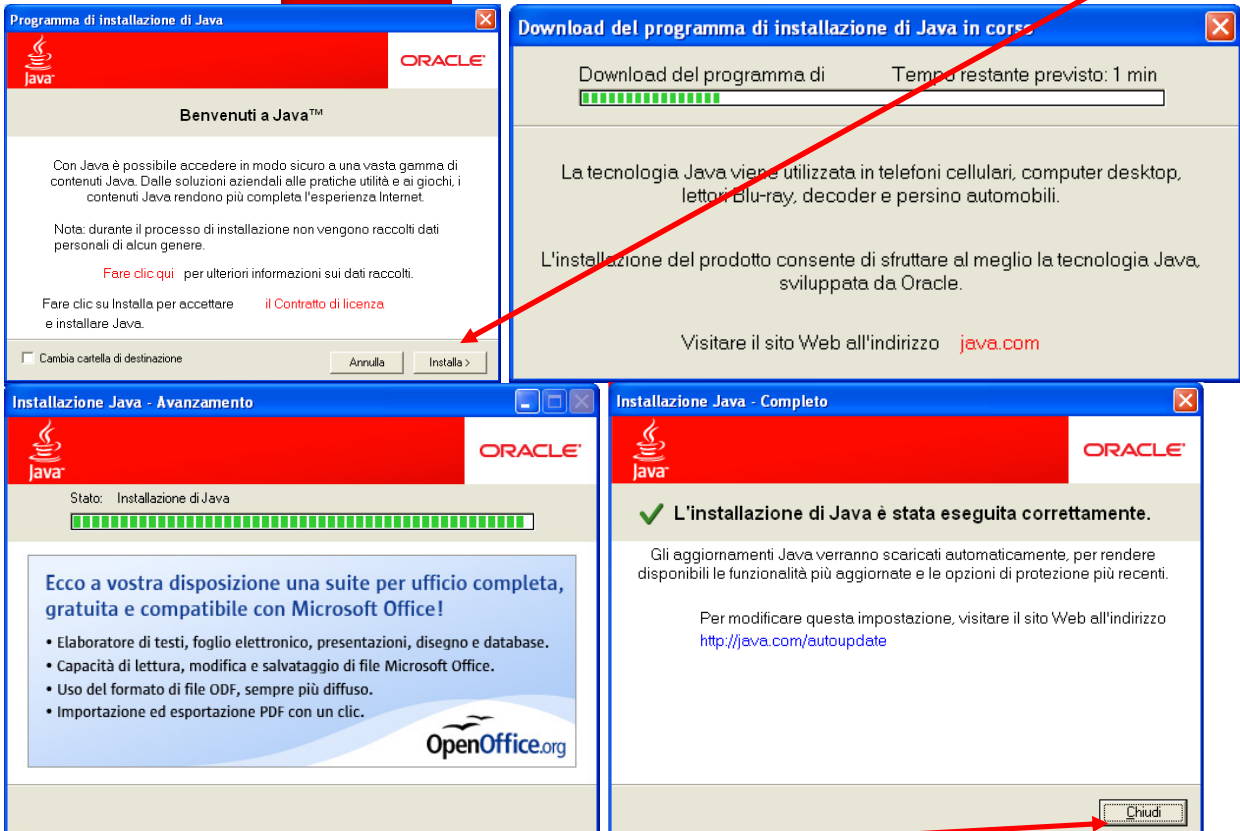 Programma di installazione di Java
Java
ORACLE
Benvenuti a Java™
Con Java è possibile accedere in modo sicuro a una vasta gamma di
contenuti Java. Dalle soluzioni aziendali alle pratiche utilità e ai giochi, i
contenuti Java rendono più completa l'esperienza Internet.
Nota: durante il processo di installazione non vengono raccolti dati
personali di alcun genere.
Fare clic qui per ulteriori informazioni sui dati raccolti.
Fare clic su Installa per accettare il Contratto di licenza
e installare Java.
Cambia cartella di destinazione
Annulla
Installa >
Download del programma di installazione di Java in corso
Download del programma di Tempo restante previsto: 1 min
La tecnologia Java viene utilizzata in telefoni cellulari, computer desktop,
lettori Blu-ray, decoder e persino automobili.
L'installazione del prodotto consente di sfruttare al meglio la tecnologia Java,
sviluppata da Oracle.
Visitare il sito Web all'indirizzo java.com
Installazione Java - Avanzamento
Java
ORACLE
Stato: Installazione di Java
Ecco a vostra disposizione una suite per ufficio completa,
gratuita e compatibile con Microsoft Office!
• Elaboratore di testi, foglio elettronico, presentazioni, disegno e database.
• Capacità di lettura, modifica e salvataggio di file Microsoft Office.
• Uso del formato di file ODF, sempre più diffuso.
• Importazione ed esportazione PDF con un clic.
OpenOffice.org
Installazione Java - Completo
Java
ORACLE
L'installazione di Java è stata eseguita correttamente.
Gli aggiornamenti Java verranno scaricati automaticamente, per rendere
disponibili le funzionalità più aggiornate e le opzioni di protezione più recenti.
Per modificare questa impostazione, visitare il sito Web all'indirizzo
http://java.com/autoupdate
Chiudi